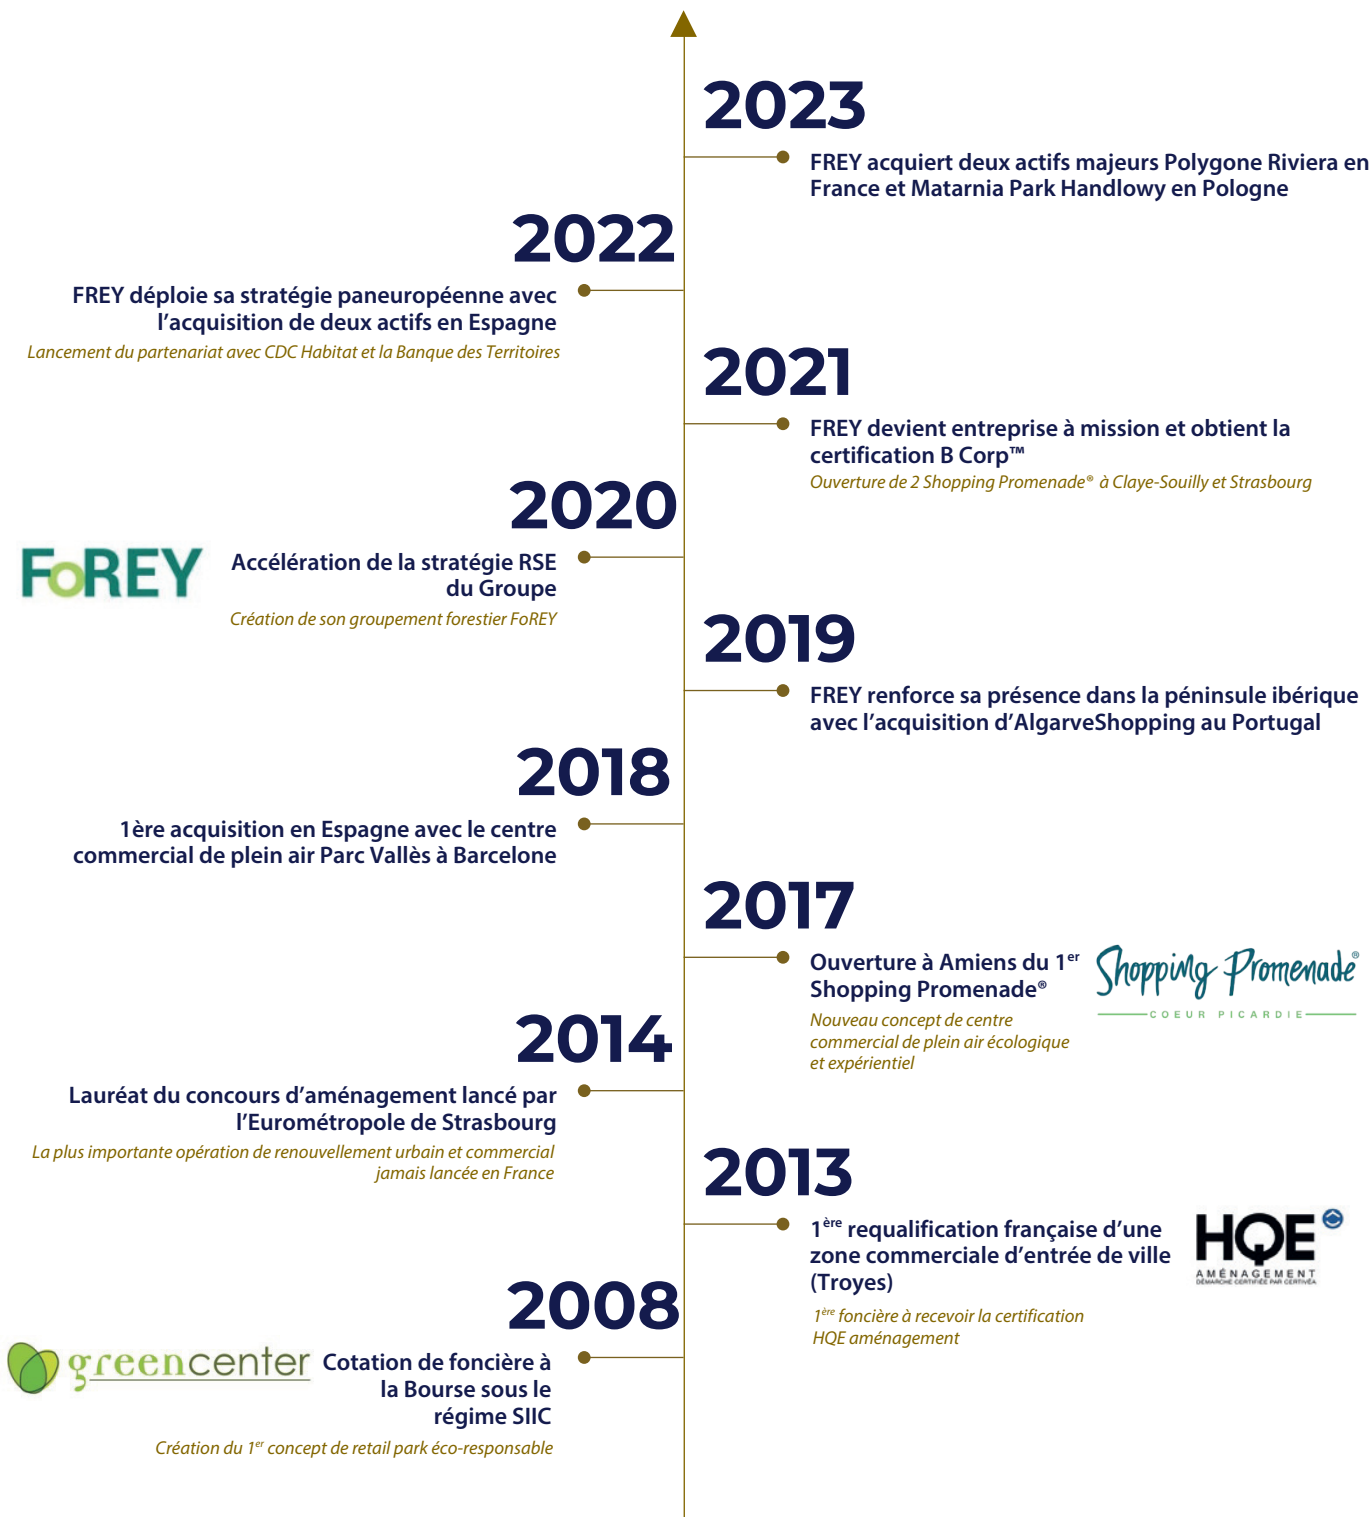 2023
FREY acquiert deux actifs majeurs Polygone Riviera en
France et Matarnia Park Handlowy en Pologne
2022
FREY déploie sa stratégie paneuropéenne avec
l’acquisition de deux actifs en Espagne
Lancement du partenariat avec CDC Habitat et la Banque des Territoires
2021
FREY devient entreprise à mission et obtient la
certification B Corp™
Ouverture de 2 Shopping Promenade® à Claye-Souilly et Strasbourg
2020
FoREY
Accélération de la stratégie RSE
du Groupe
Création de son groupement forestier FoREY
2019
FREY renforce sa présence dans la péninsule ibérique
avec l’acquisition d’AlgarveShopping au Portugal
2018
1ère acquisition en Espagne avec le centre
commercial de plein air Parc Vallès à Barcelone
2017
Ouverture à Amiens du 1er
Shopping Promenade®
Nouveau concept de centre
commercial de plein air écologique
et expérientiel
Shopping Promenade®
COEUR PICARDIE
2014
Lauréat du concours d’aménagement lancé par
l’Eurométropole de Strasbourg
La plus importante opération de renouvellement urbain et commercial
jamais lancée en France
2013
1ère requalification française d’une
zone commerciale d’entrée de ville
(Troyes)
1ère foncière à recevoir la certification
HQE aménagement
HQE
AMÉNAGEMENT
DÉMARCHE CERTIFIÉE PAR CERTIVÉA
2008
greencenter
Cotation de foncière à
la Bourse sous le
régime SIIC
Création du 1er concept de retail park éco-responsable